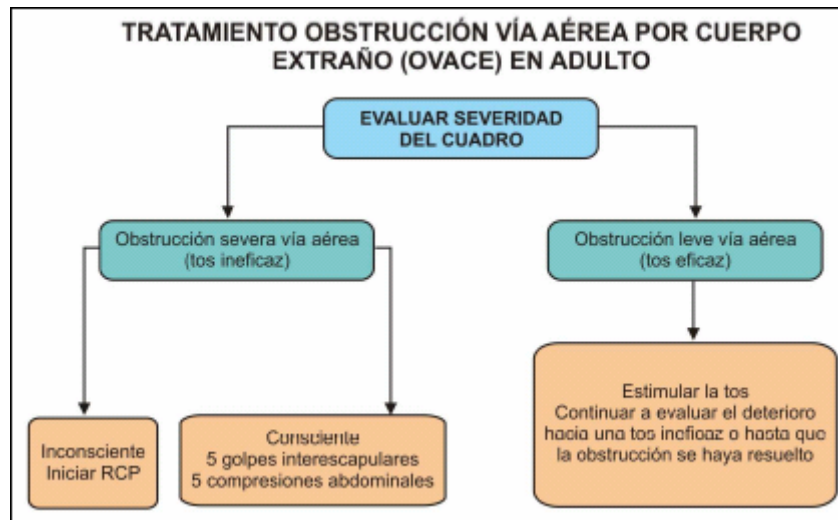 TRATAMIENTO OBSTRUCCIÓN VÍA AÉREA POR CUERPO
EXTRAÑO (OVACE) EN ADULTO
EVALUAR SEVERIDAD
DEL CUADRO
Obstrucción severa vía aérea
(tos ineficaz)
Obstrucción leve vía aérea
(tos eficaz)
Inconsciente
Iniciar RCP
Consciente
5 golpes interescapulares
5 compresiones abdominales
Estimular la tos
Continuar a evaluar el deterioro
hacia una tos ineficaz o hasta que
la obstrucción se haya resuelto